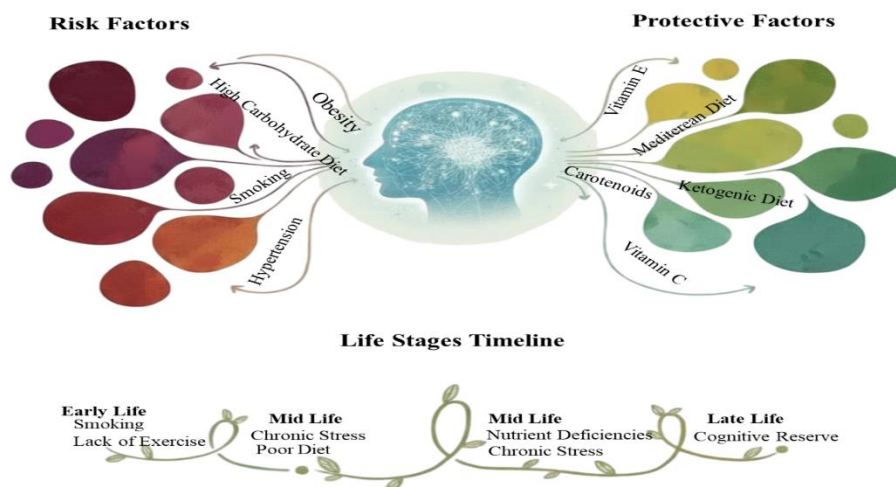 Risk Factors
Protective Factors
Obesity
High Carbohydrate Diet
Smoking
Hypertension
Vitamin E
Mediterean Diet
Carotenoids
Ketogenic Diet
Vitamin C
Life Stages Timeline
Early Life
Smoking
Lack of Exercise
Mid Life
Chronic Stress
Poor Diet
Mid Life
Nutrient Deficiencies
Chronic Stress
Late Life
Cognitive Reserve